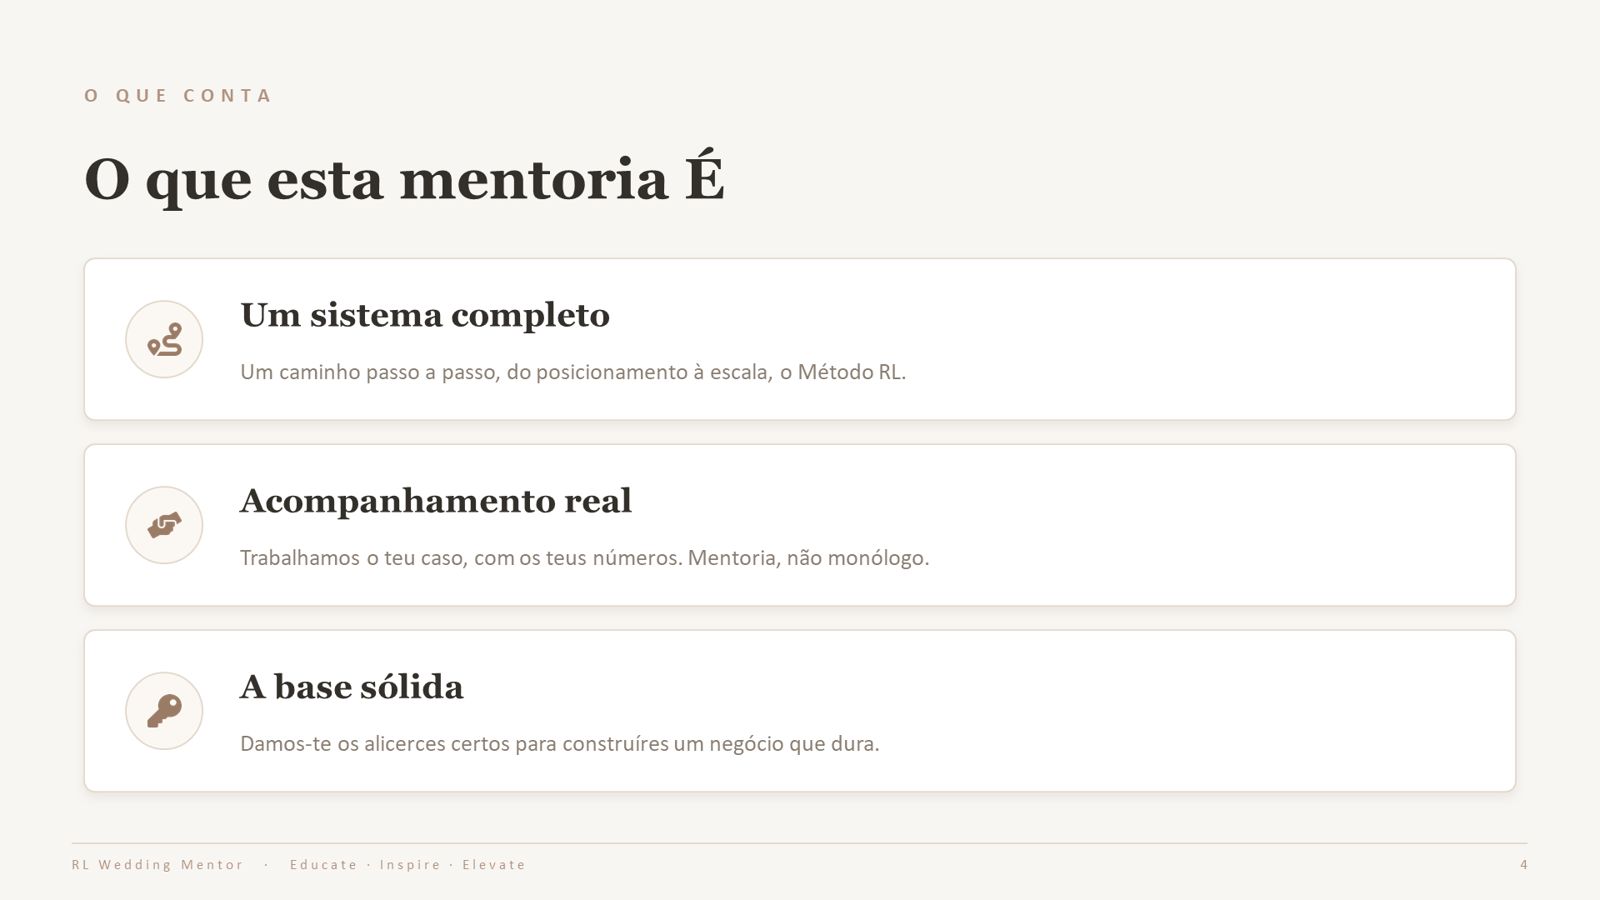 O QUE CONTA
O que esta mentoria É
Um sistema completo
Um caminho passo a passo, do posicionamento à escala, o Método RL.
Acompanhamento real
Trabalhamos o teu caso, com os teus números. Mentoria, não monólogo.
A base sólida
Damos-te os alicerces certos para construíres um negócio que dura.
RL Wedding Mentor · Educate · Inspire · Elevate
4